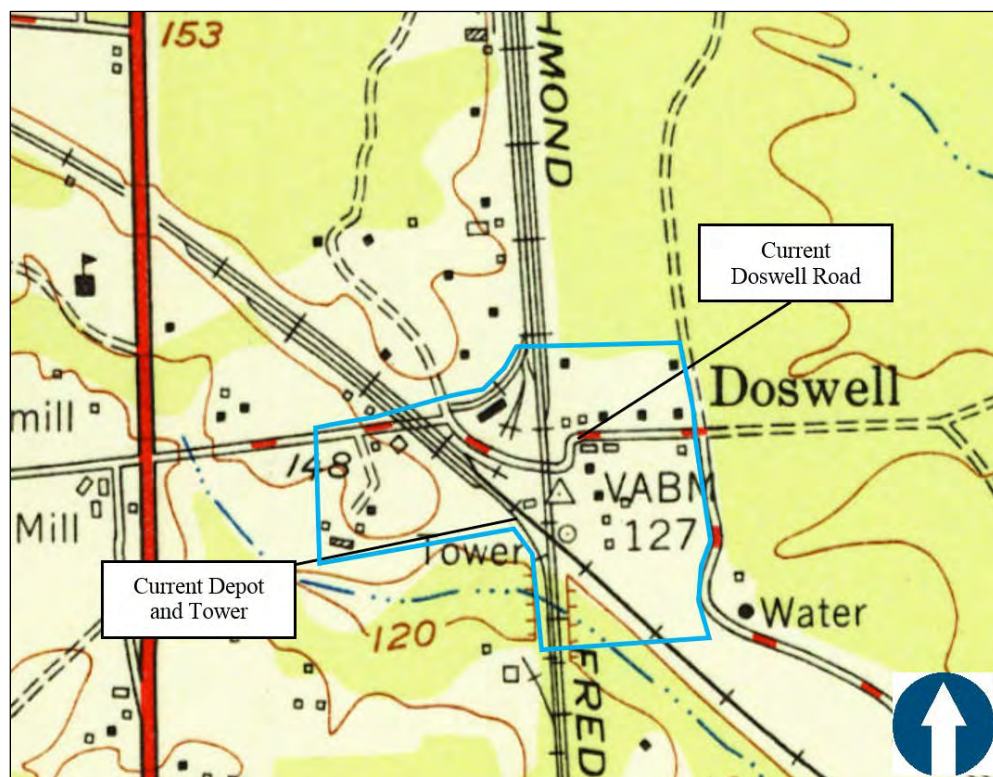 153
HMOND
Current
Doswell Road
Doswell
mill
148
VABM
127
Mill
Tower
Current Depot
and Tower
Water
120
FRED